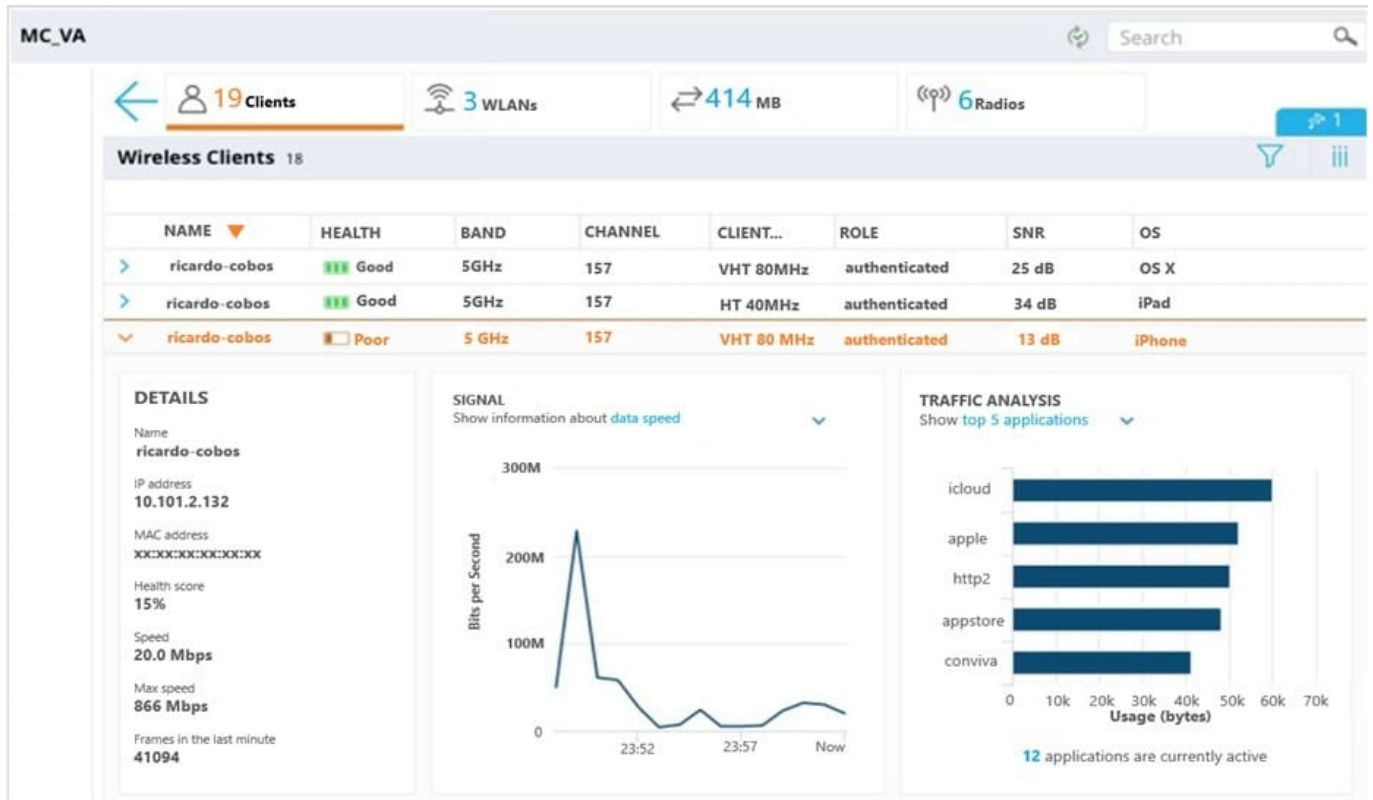 MC_VA
Search
19 Clients
3 WLANs
414 MB
6 Radios
1
Wireless Clients 18
NAME HEALTH BAND CHANNEL CLIENT... ROLE SNR OS
ricardo-cobos Good 5GHz 157 VHT 80MHz authenticated 25 dB OS X
ricardo-cobos Good 5GHz 157 HT 40MHz authenticated 34 dB iPad
ricardo-cobos Poor 5 GHz 157 VHT 80 MHz authenticated 13 dB iPhone
DETAILS
Name
ricardo-cobos
IP address
10.101.2.132
MAC address
xx:xx:xx:xx:xx:xx
Health score
15%
Speed
20.0 Mbps
Max speed
866 Mbps
Frames in the last minute
41094
SIGNAL
Show information about data speed
300M
200M
100M
0
Bits per Second
23:52 23:57 Now
TRAFFIC ANALYSIS
Show top 5 applications
icloud
apple
http2
appstore
conviva
0 10k 20k 30k 40k 50k 60k 70k
Usage (bytes)
12 applications are currently active